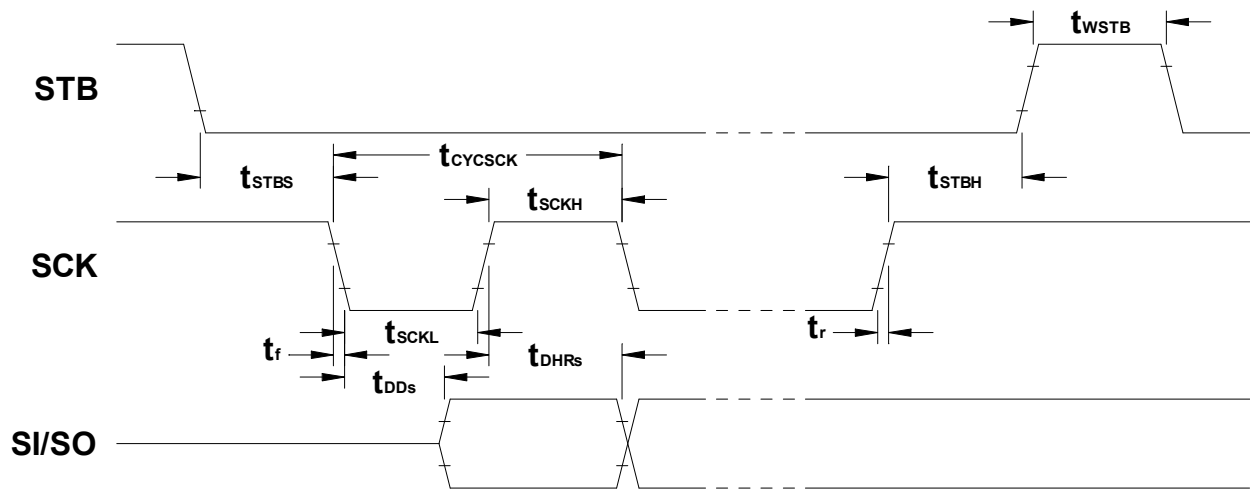 tWSTB
STB
tCYCSCK
tSTBS
tSTBH
tSCKH
SCK
tSCKL
tr
tf
tDHRs
tDDs
SI/SO